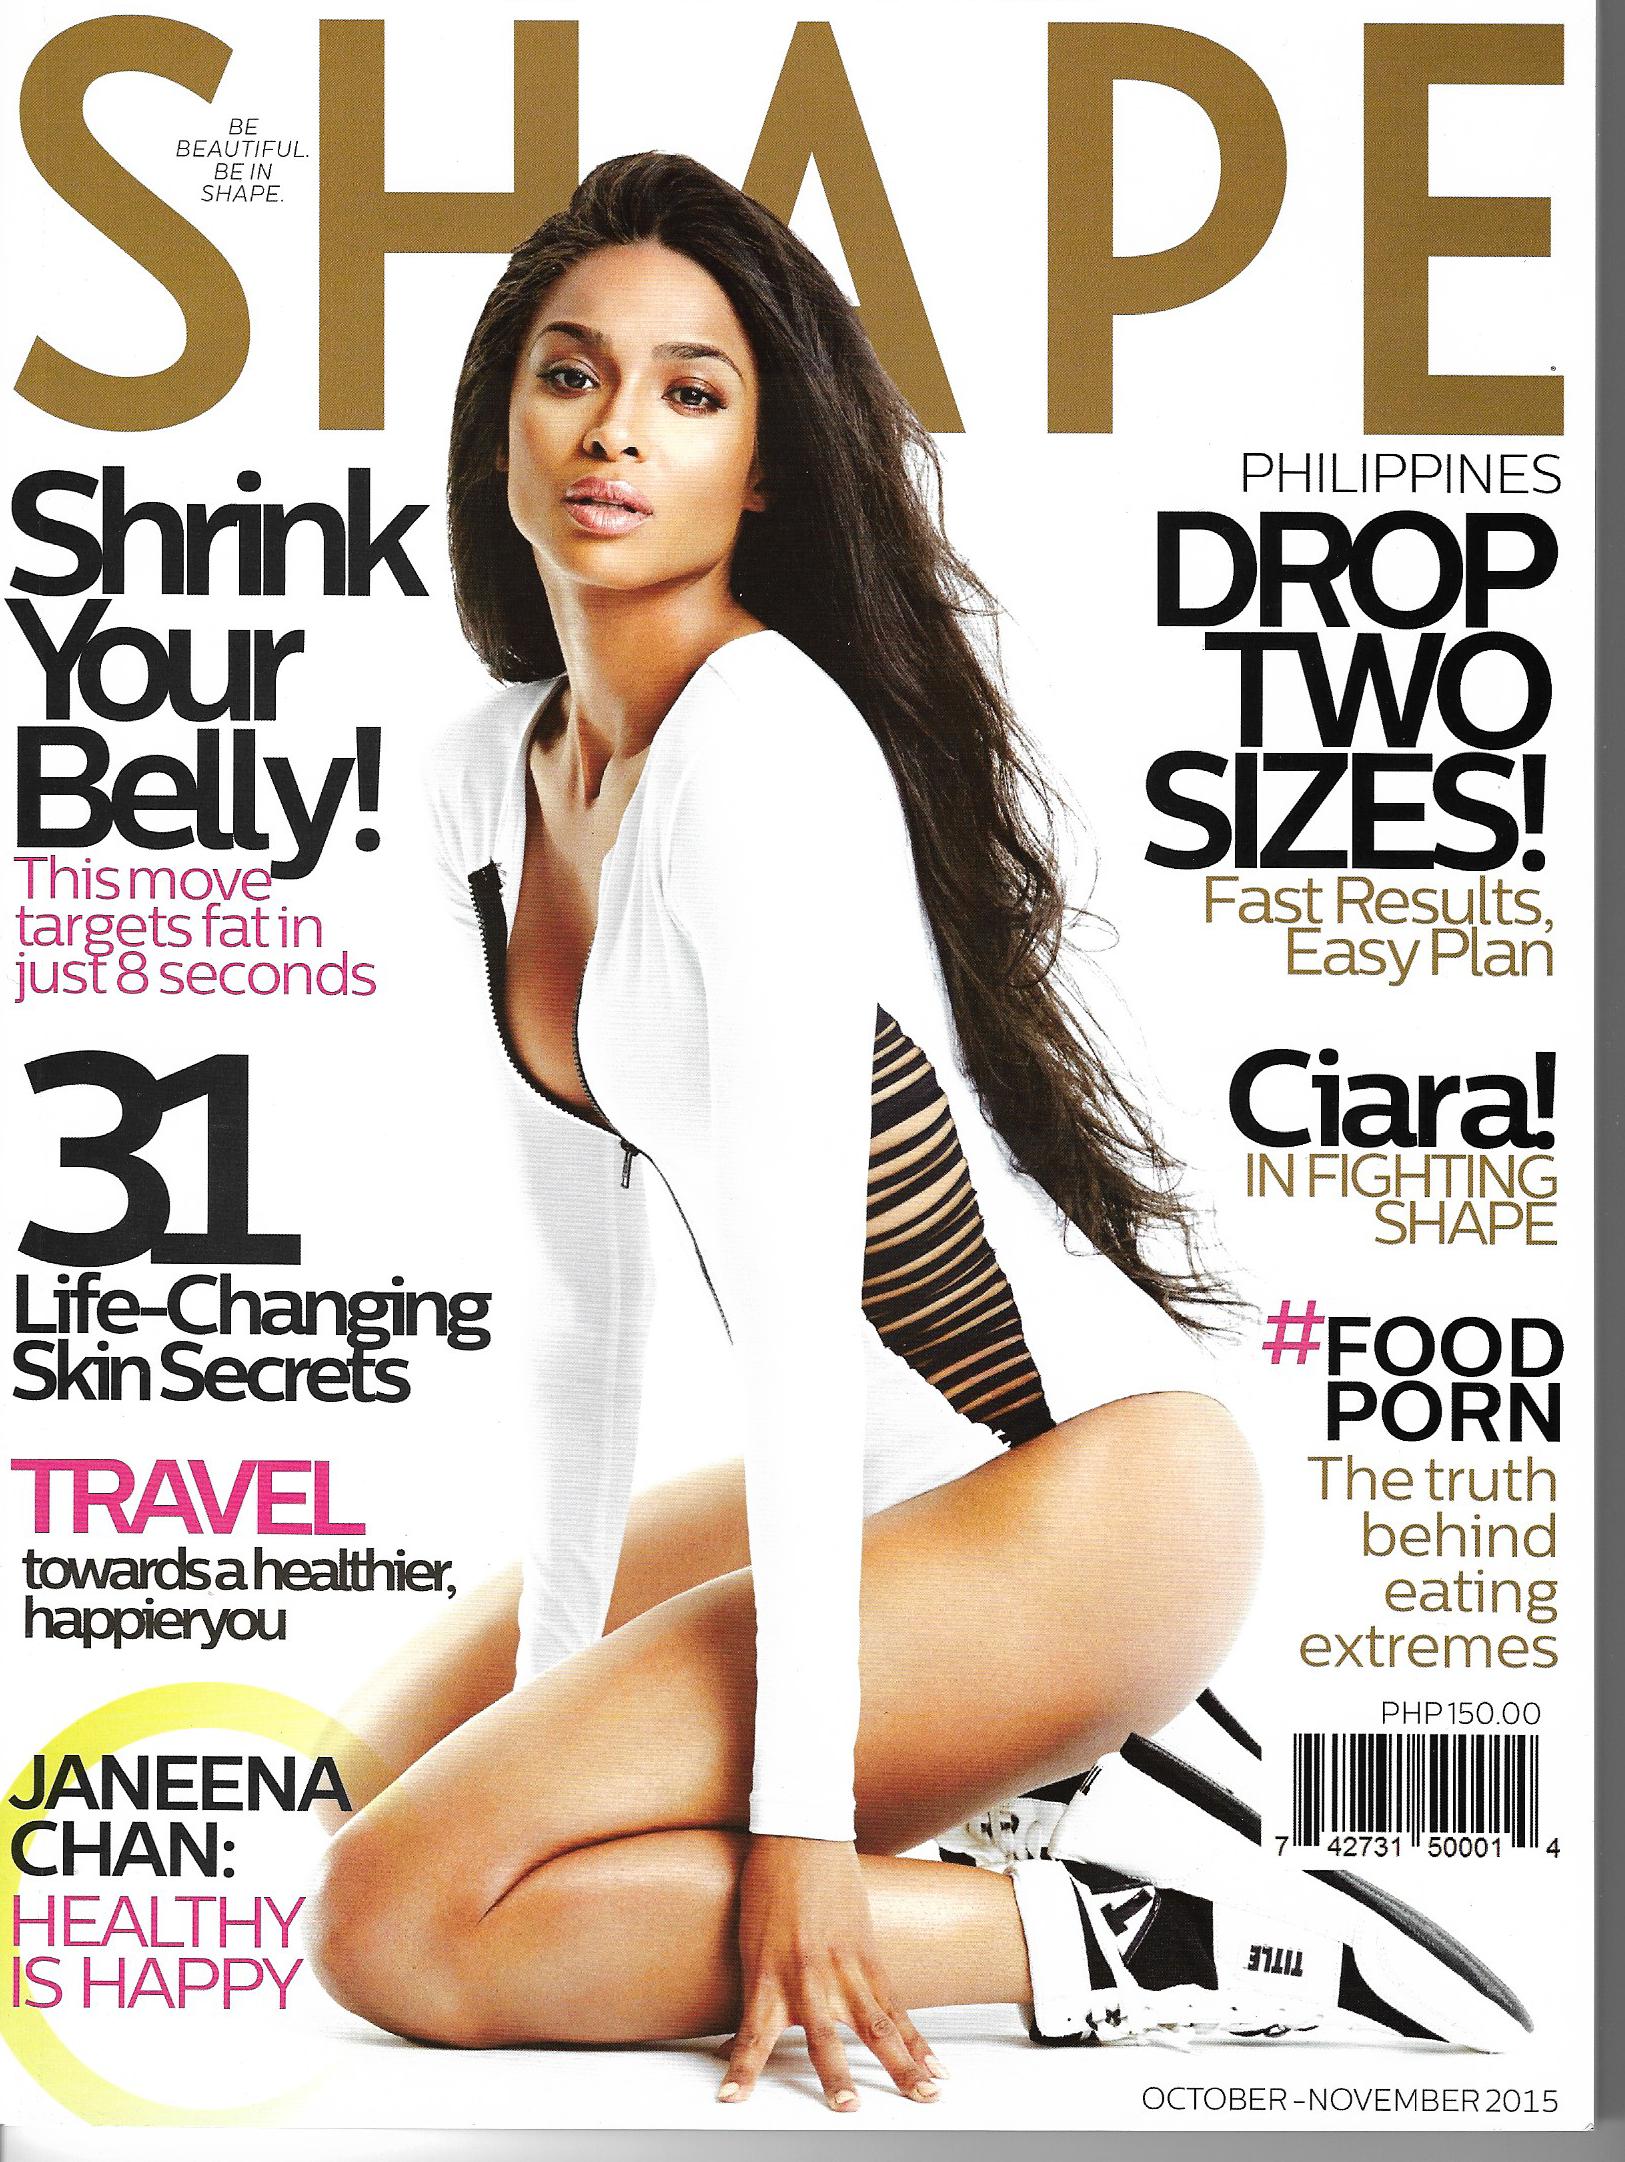 SHAPE
BE
BEAUTIFUL.
BE IN
SHAPE.
PHILIPPINES
Shrink
Your
Belly!
This move
targets fat in
just 8 seconds
31
Life-Changing
Skin Secrets
TRAVEL
towards a healthier,
happier you
JANEENA
CHAN:
HEALTHY
IS HAPPY
DROP
TWO
SIZES!
Fast Results,
Easy Plan
Ciara!
IN FIGHTING
SHAPE
#FOOD
PORN
The truth
behind
eating
extremes
PHP 150.00
7 42731 50001 4
TITLE
OCTOBER-NOVEMBER 2015